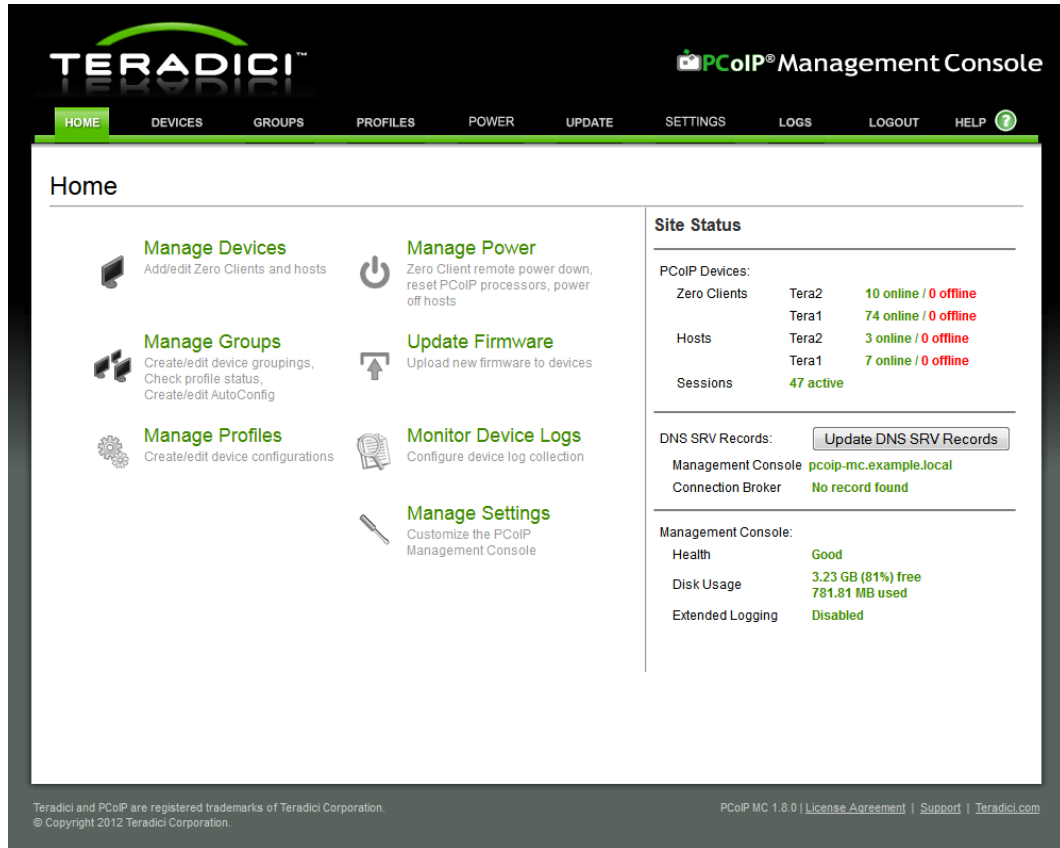 TERADICI™
PCoIP® Management Console
HOME DEVICES GROUPS PROFILES POWER UPDATE SETTINGS LOGS LOGOUT HELP ?
Home
Manage Devices
Add/edit Zero Clients and hosts
Manage Groups
Create/edit device groupings,
Check profile status,
Create/edit AutoConfig
Manage Profiles
Create/edit device configurations
Manage Power
Zero Client remote power down,
reset PCoIP processors, power
off hosts
Update Firmware
Upload new firmware to devices
Monitor Device Logs
Configure device log collection
Manage Settings
Customize the PCoIP
Management Console
Site Status
PCoIP Devices:
Zero Clients Tera2 10 online / 0 offline
Tera1 74 online / 0 offline
Hosts Tera2 3 online / 0 offline
Tera1 7 online / 0 offline
Sessions 47 active
DNS SRV Records: Update DNS SRV Records
Management Console pcoip-mc.example.local
Connection Broker No record found
Management Console:
Health Good
Disk Usage 3.23 GB (81%) free
781.81 MB used
Extended Logging Disabled
Teradici and PCoIP are registered trademarks of Teradici Corporation.
© Copyright 2012 Teradici Corporation.
PCoIP MC 1.8.0 | License Agreement | Support | Teradici.com